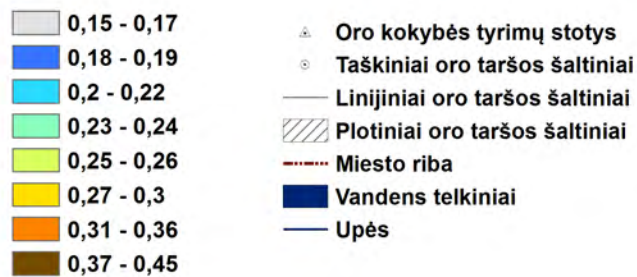 0,15 - 0,17
0,18 - 0,19
0,2 - 0,22
0,23 - 0,24
0,25 - 0,26
0,27 - 0,3
0,31 - 0,36
0,37 - 0,45
Oro kokybės tyrimų stotys
Taškiniai oro taršos šaltiniai
Linijiniai oro taršos šaltiniai
Plotiniai oro taršos šaltiniai
Miesto riba
Vandens telkiniai
Upės